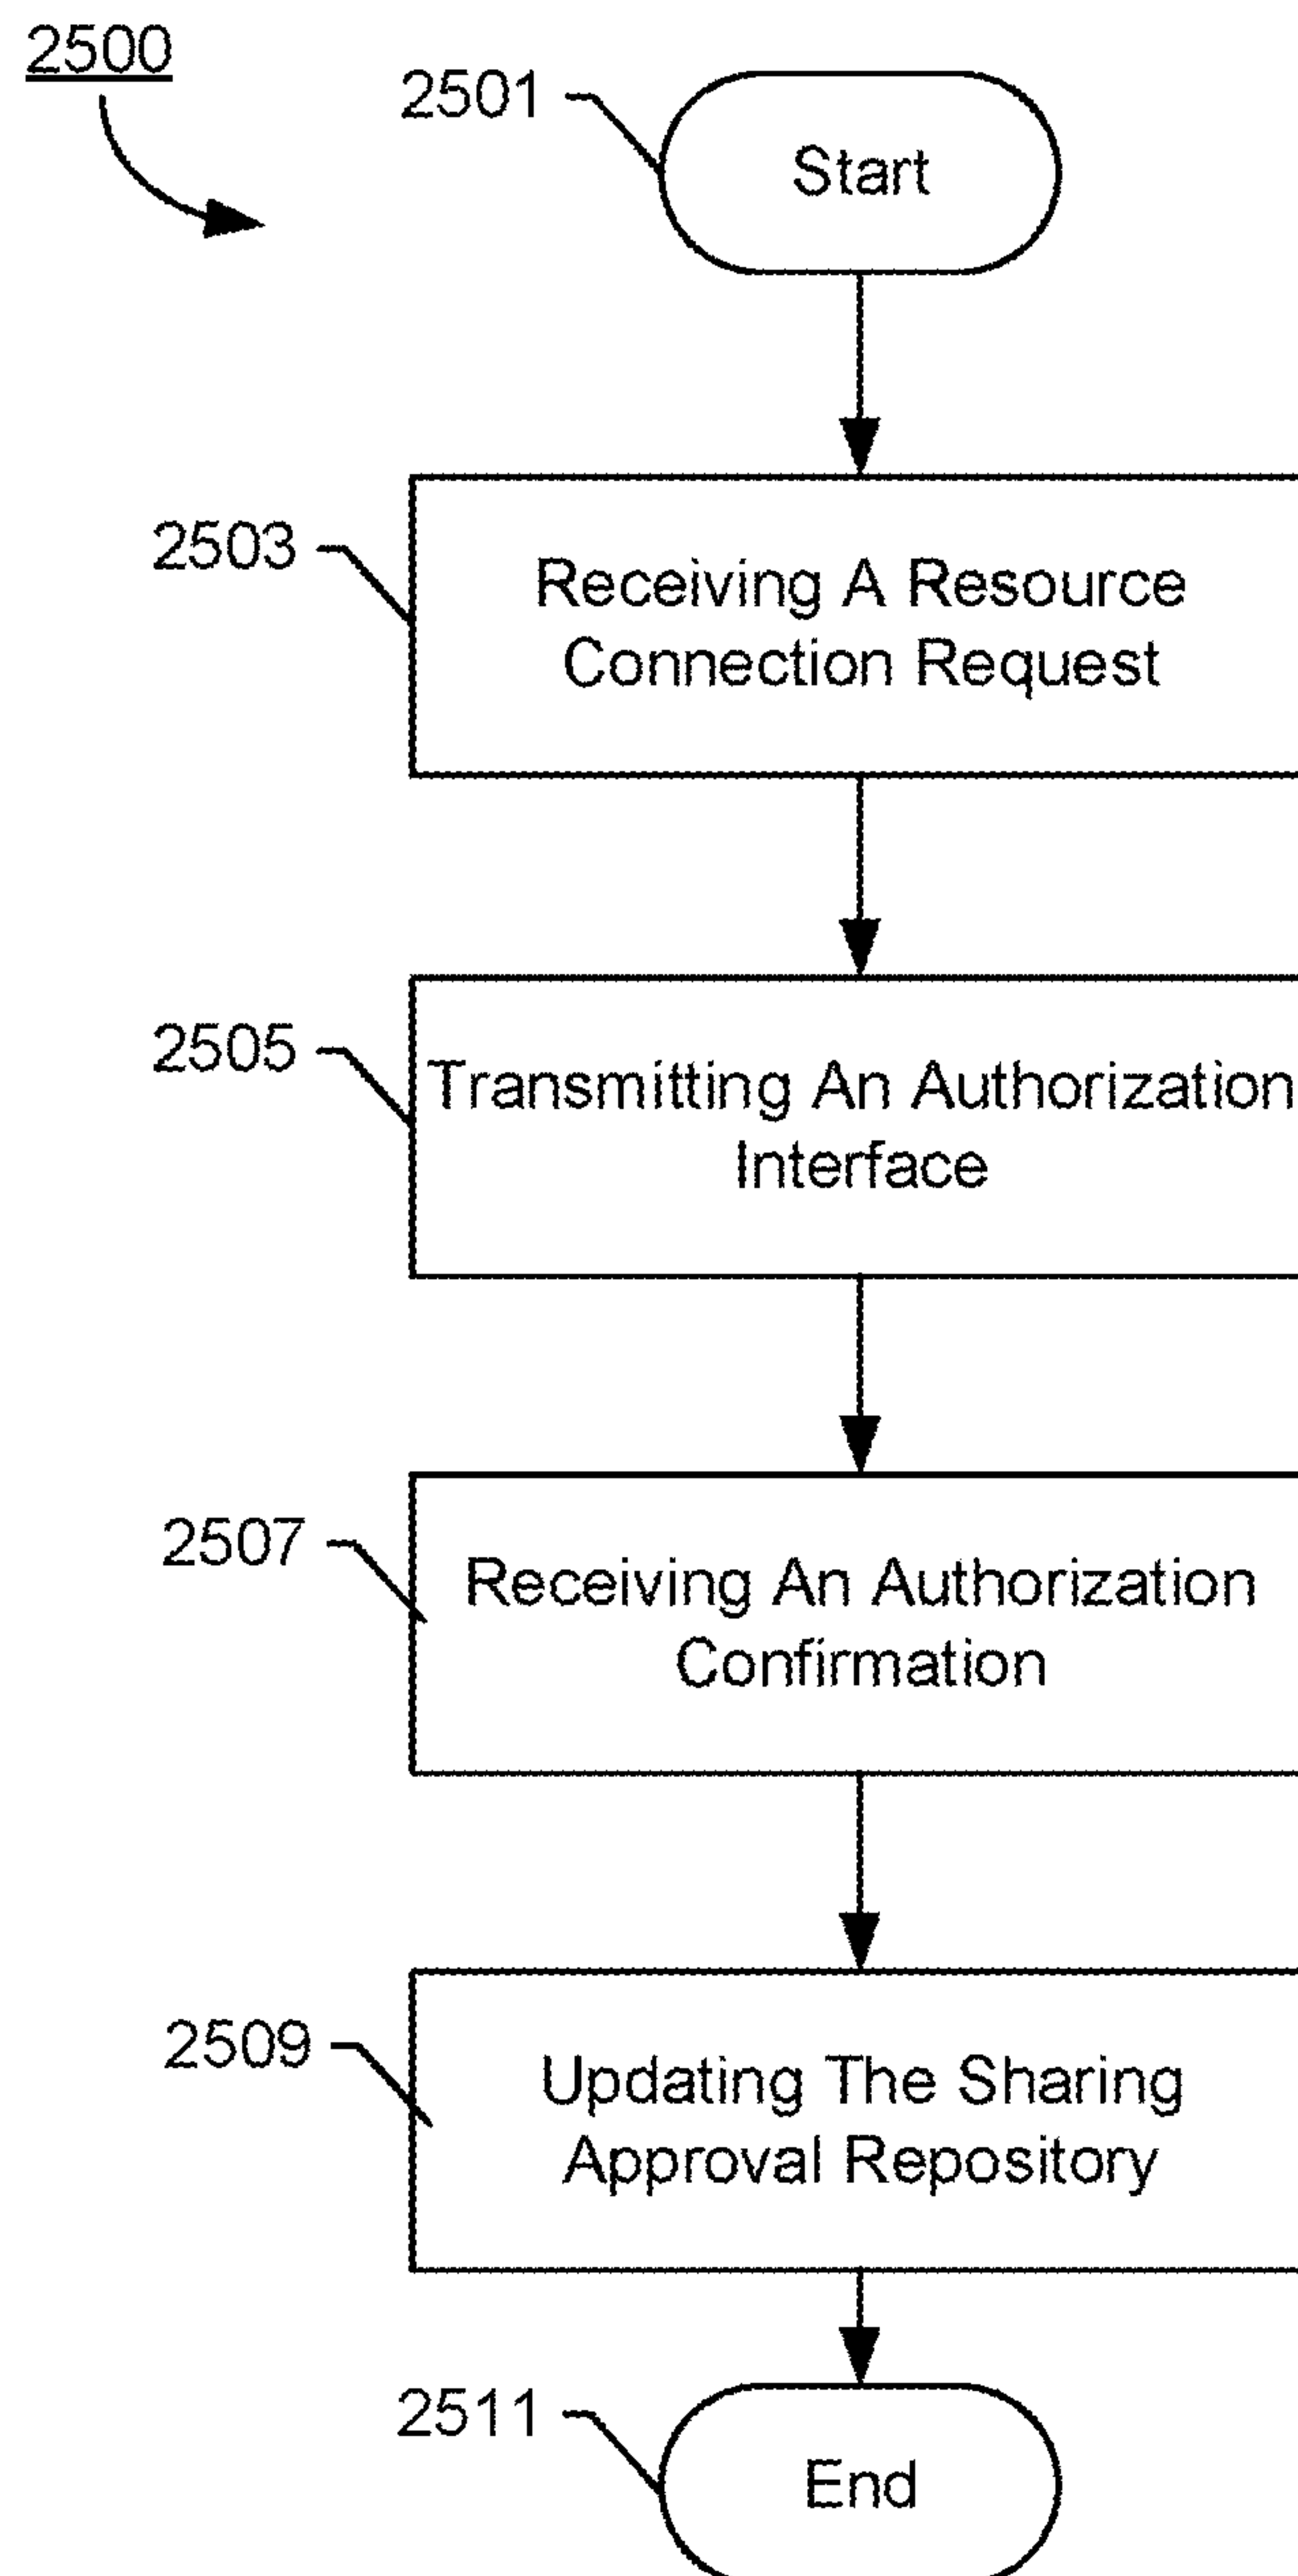 2500
2501
Start
2503
Receiving A Resource
Connection Request
2505
Transmitting An Authorization
Interface
2507
Receiving An Authorization
Confirmation
2509
Updating The Sharing
Approval Repository
2511
End